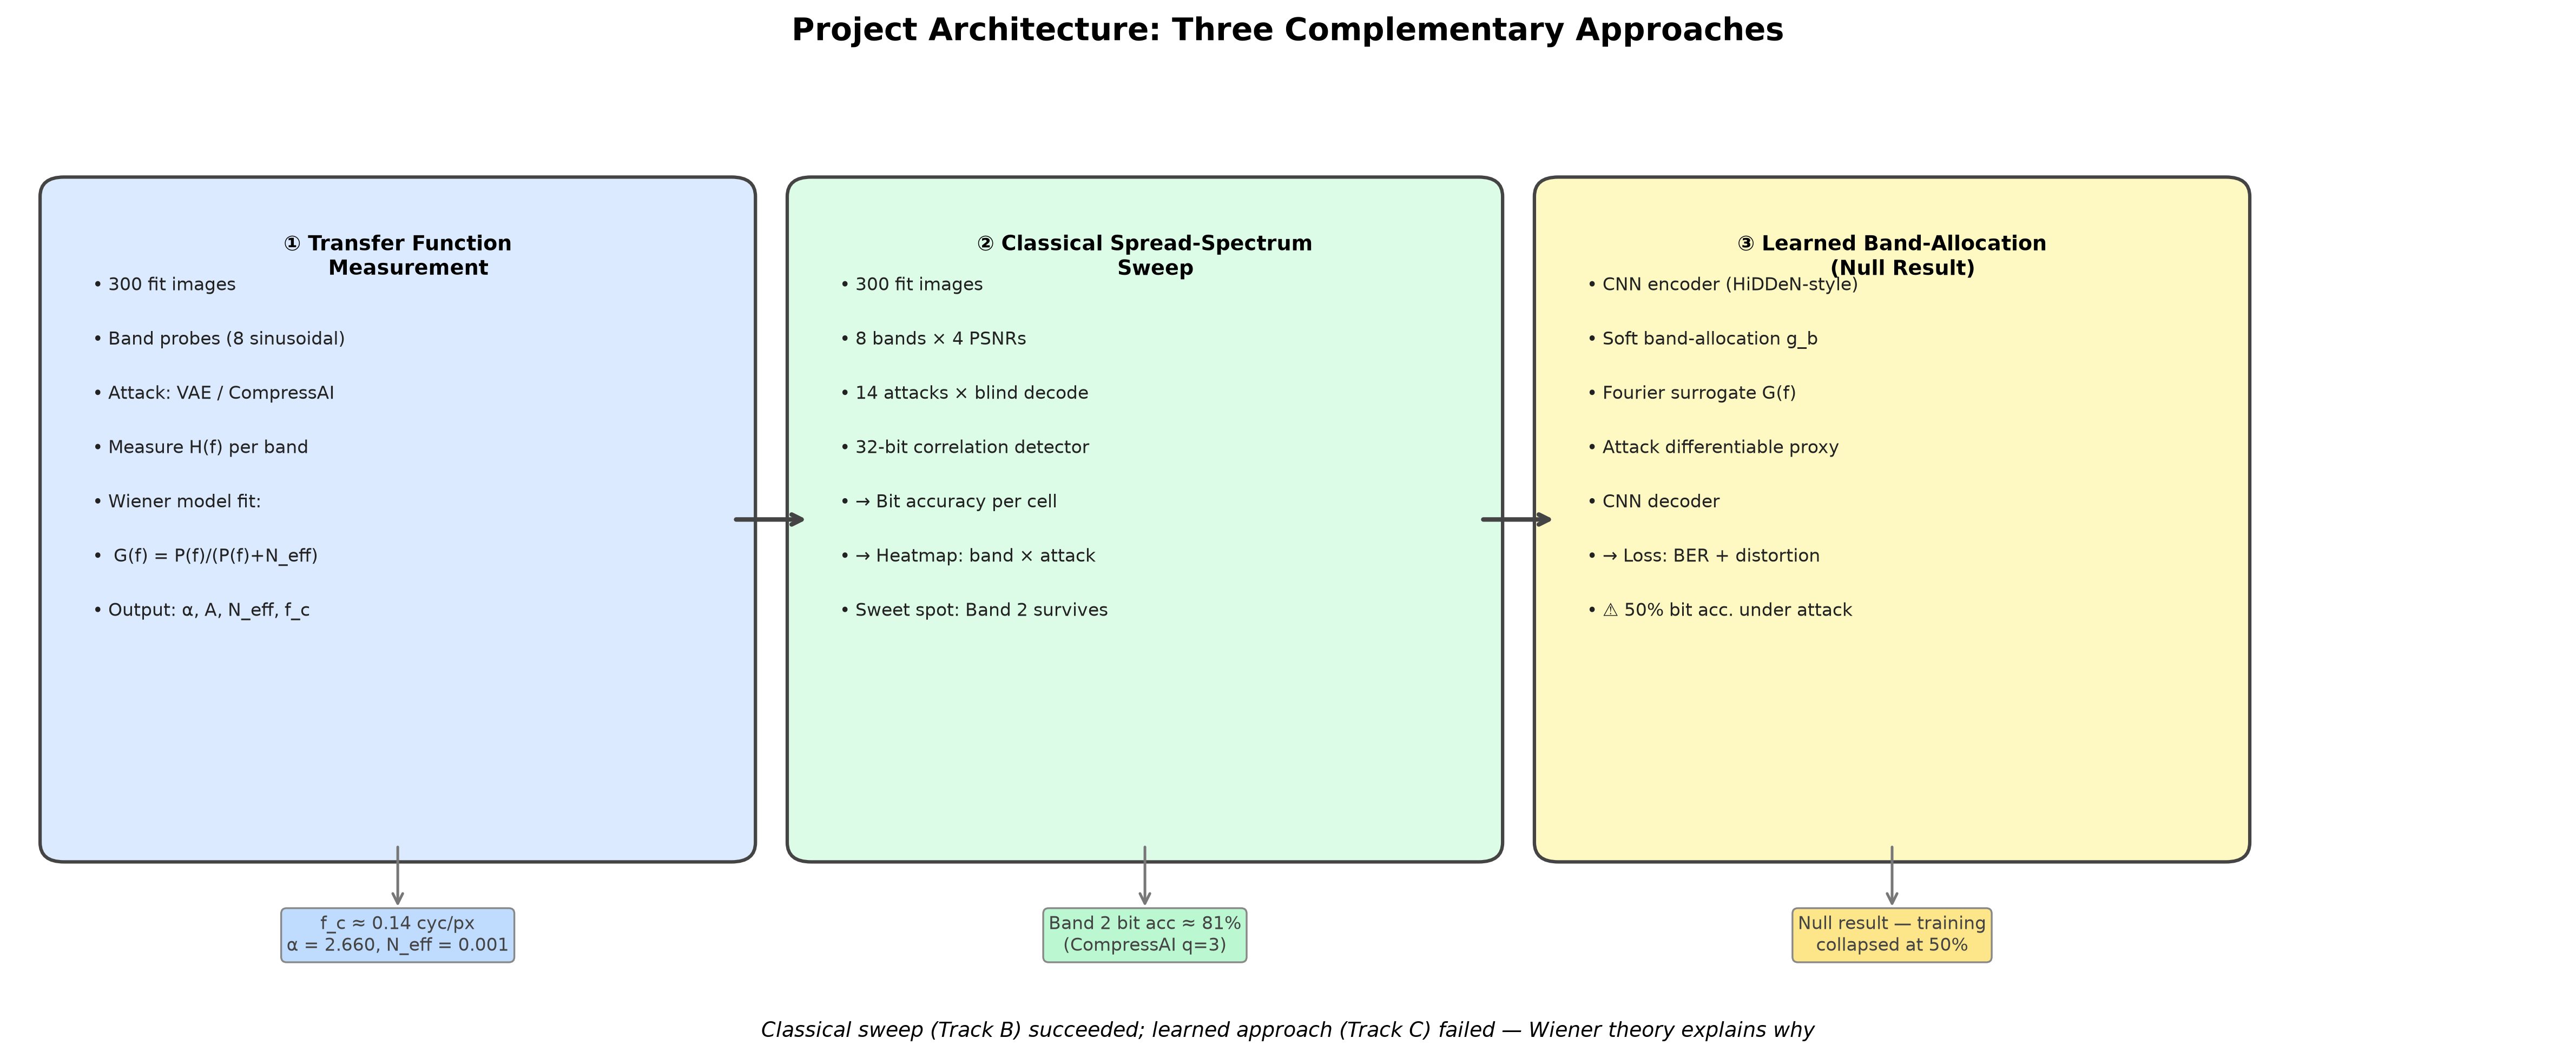 Project Architecture: Three Complementary Approaches
① Transfer Function
Measurement
• 300 fit images
• Band probes (8 sinusoidal)
• Attack: VAE / CompressAI
• Measure H(f) per band
• Wiener model fit:
•  G(f) = P(f)/(P(f)+N_eff)
• Output: α, A, N_eff, f_c
f_c ≈ 0.14 cyc/px
α = 2.660, N_eff = 0.001
② Classical Spread-Spectrum
Sweep
• 300 fit images
• 8 bands × 4 PSNRs
• 14 attacks × blind decode
• 32-bit correlation detector
• → Bit accuracy per cell
• → Heatmap: band × attack
• Sweet spot: Band 2 survives
Band 2 bit acc ≈ 81%
(CompressAI q=3)
③ Learned Band-Allocation
(Null Result)
• CNN encoder (HiDDeN-style)
• Soft band-allocation g_b
• Fourier surrogate G(f)
• Attack differentiable proxy
• CNN decoder
• → Loss: BER + distortion
• ⚠ 50% bit acc. under attack
Null result — training
collapsed at 50%
Classical sweep (Track B) succeeded; learned approach (Track C) failed — Wiener theory explains why